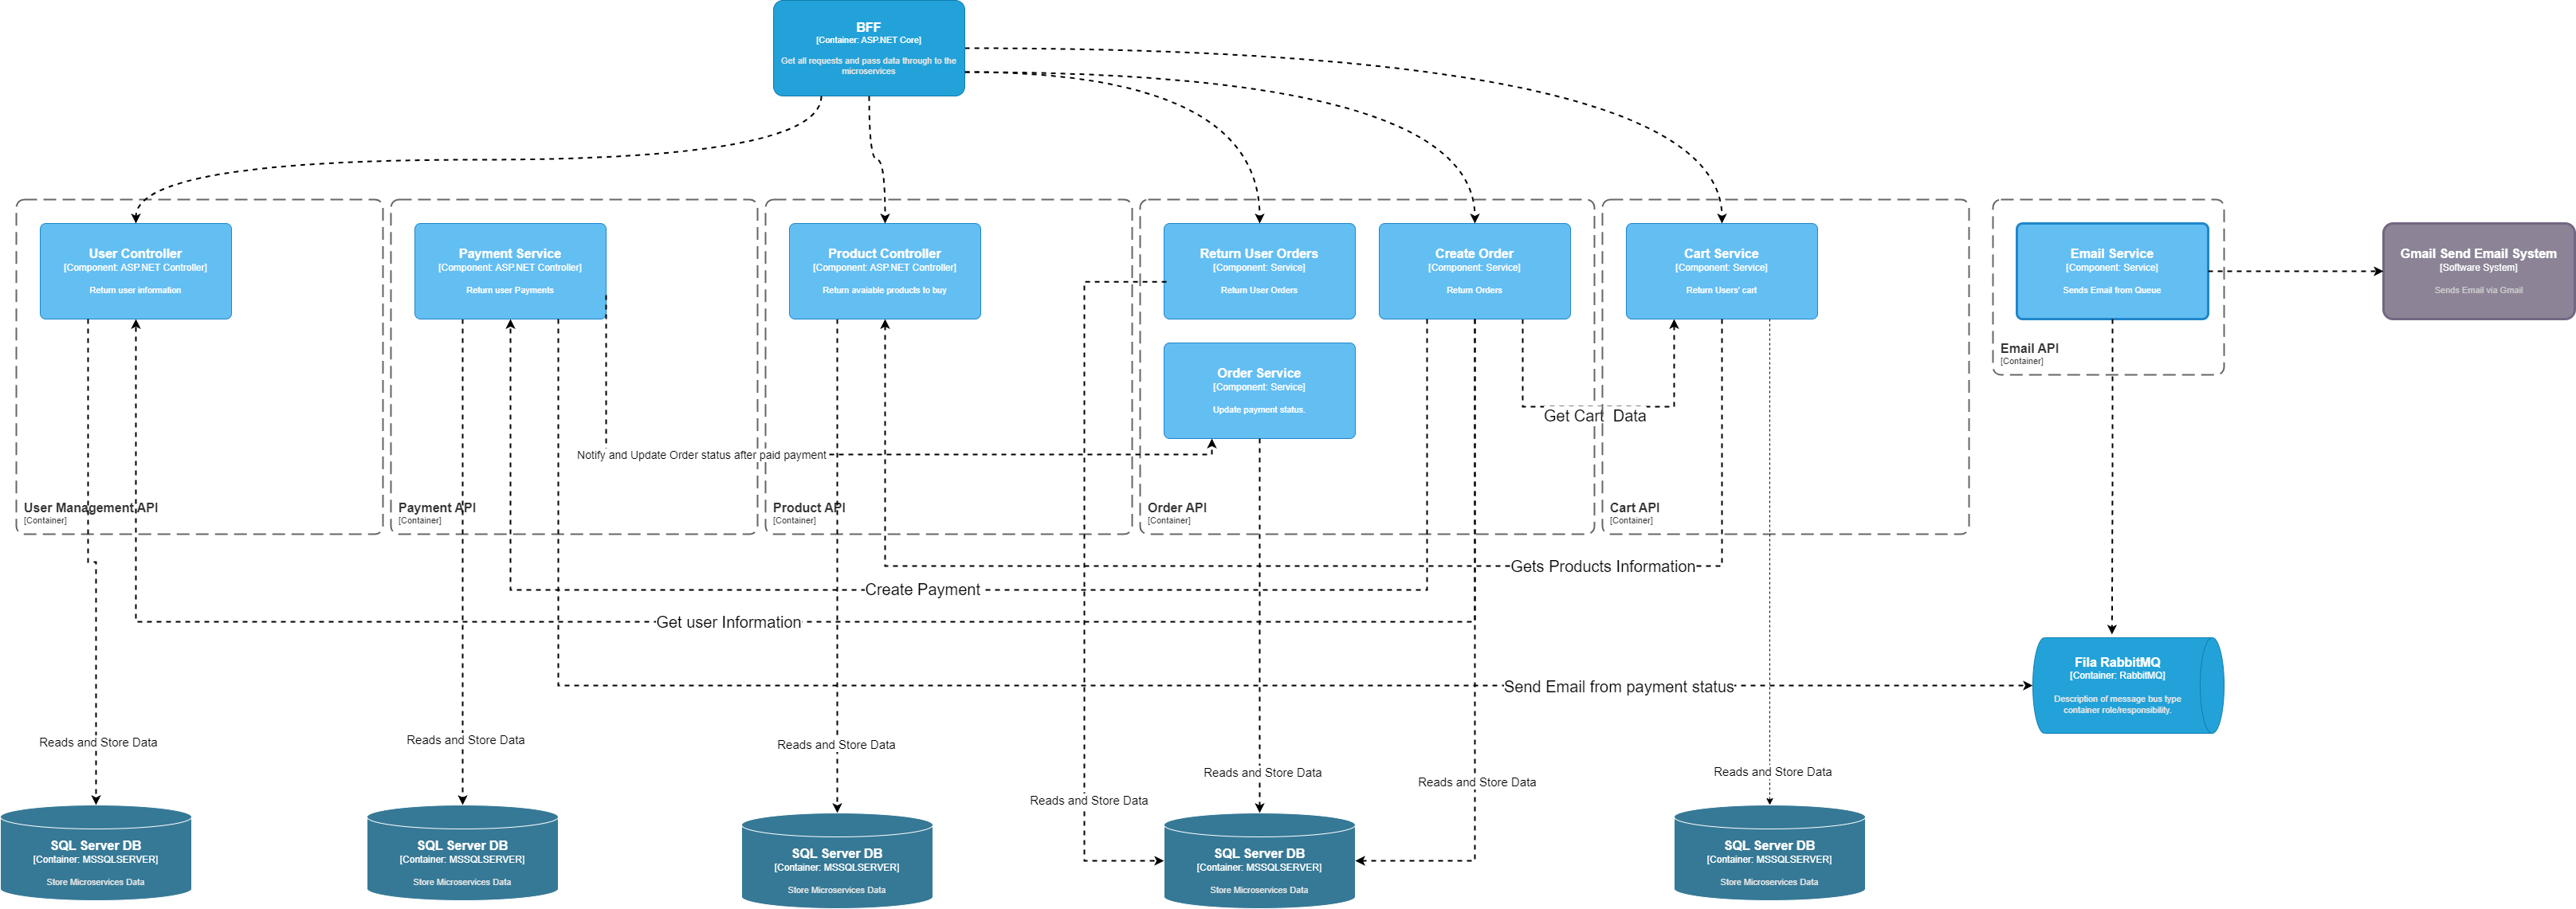 BFF
[Container: ASP.NET Core]
Get all requests and pass data through to the
microservices
User Controller
[Component: ASP.NET Controller]
Return user information
Payment Service
[Component: ASP.NET Controller]
Return user Payments
Product Controller
[Component: ASP.NET Controller]
Return avaiable products to buy
Return User Orders
[Component: Service]
Return User Orders
Create Order
[Component: Service]
Return Orders
Cart Service
[Component: Service]
Return Users' cart
Email Service
[Component: Service]
Sends Email from Queue
Gmail Send Email System
[Software System]
Sends Email via Gmail
Email API
[Container]
Order Service
[Component: Service]
Update payment status.
Get Cart Data
Notify and Update Order status after paid payment
User Management API
[Container]
Payment API
[Container]
Product API
[Container]
Order API
[Container]
Cart API
[Container]
Gets Products Information
Create Payment
Get user Information
Send Email from payment status
Fila RabbitMQ
[Container: RabbitMQ]
Description of message bus type
container role/responsibility.
Reads and Store Data
Reads and Store Data
Reads and Store Data
Reads and Store Data
Reads and Store Data
Reads and Store Data
Reads and Store Data
SQL Server DB
[Container: MSSQLSERVER]
Store Microservices Data
SQL Server DB
[Container: MSSQLSERVER]
Store Microservices Data
SQL Server DB
[Container: MSSQLSERVER]
Store Microservices Data
SQL Server DB
[Container: MSSQLSERVER]
Store Microservices Data
SQL Server DB
[Container: MSSQLSERVER]
Store Microservices Data